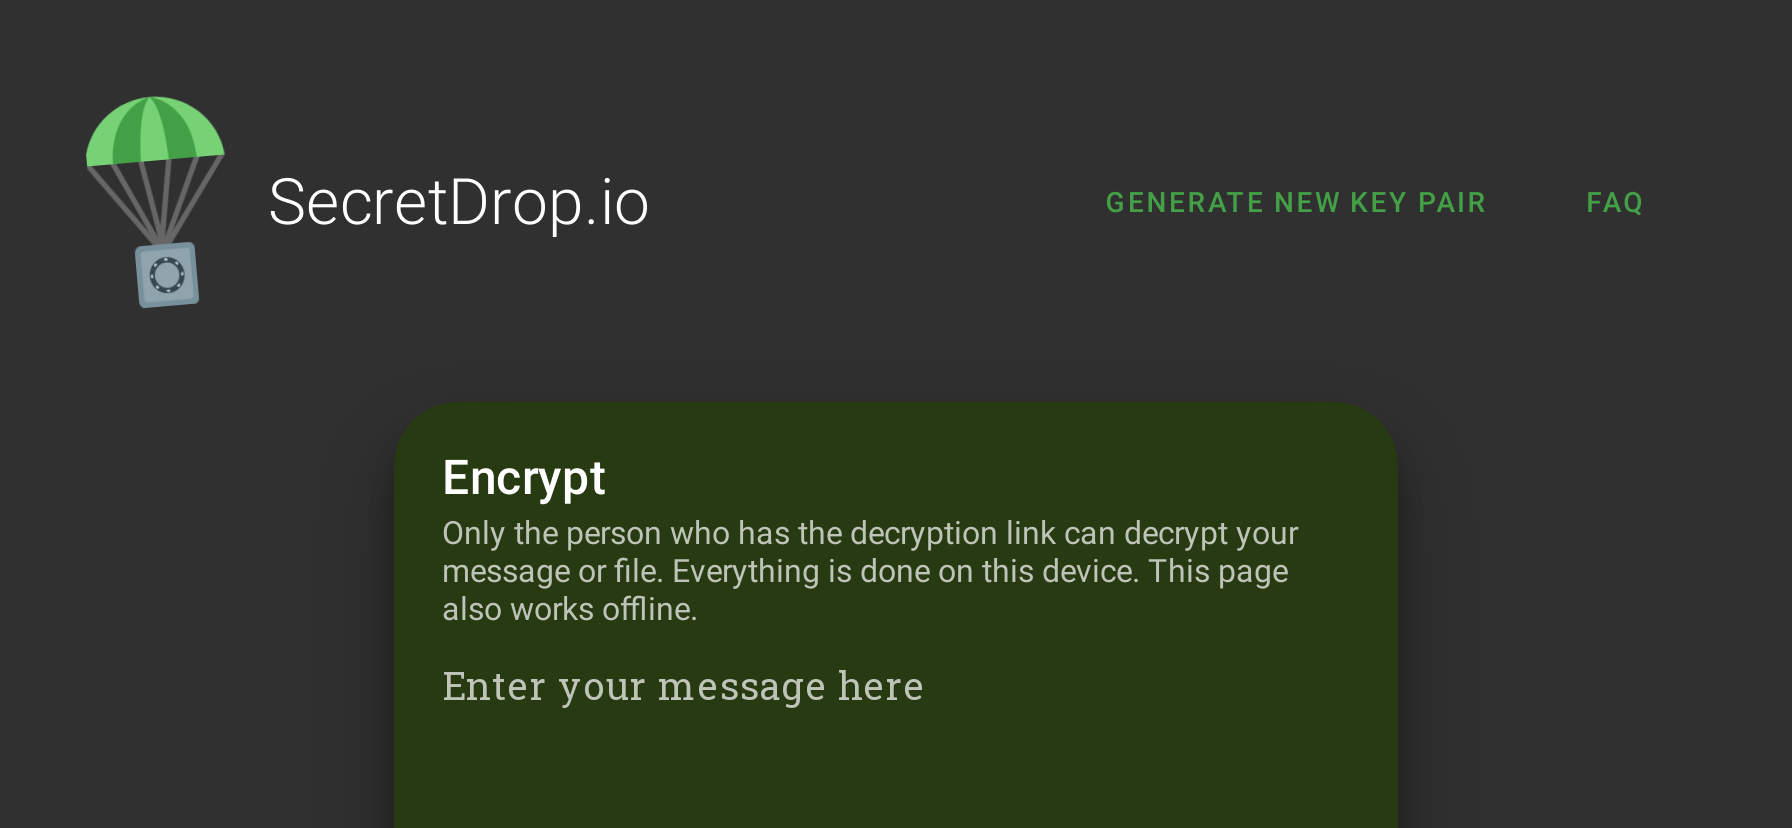 SecretDrop.io
GENERATE NEW KEY PAIR
FAQ
Encrypt
Only the person who has the decryption link can decrypt your
message or file. Everything is done on this device. This page
also works offline.
Enter your message here